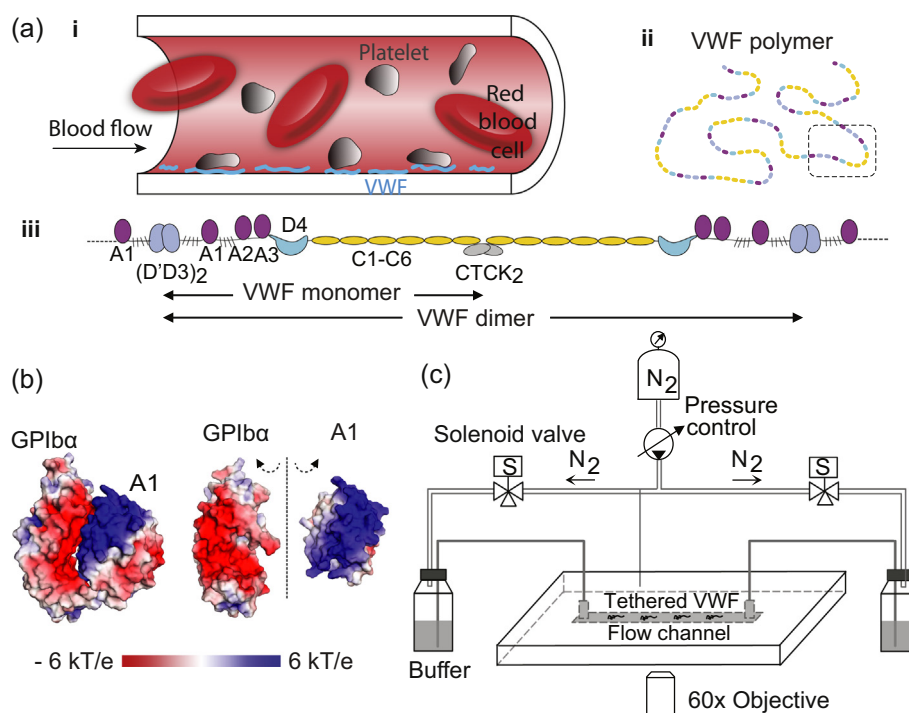 (a) i
Platelet
Red
blood
cell
Blood flow
VWF
ii
VWF polymer
iii
D4
A1
(D'D3)2
A1
A2
A3
C1-C6
CTCK2
VWF monomer
VWF dimer
(b)
GPIbα
A1
GPIbα
A1
- 6 kT/e
6 kT/e
(c)
N2
Pressure
control
Solenoid valve
N2
N2
S
S
Tethered VWF
Flow channel
Buffer
60x Objective